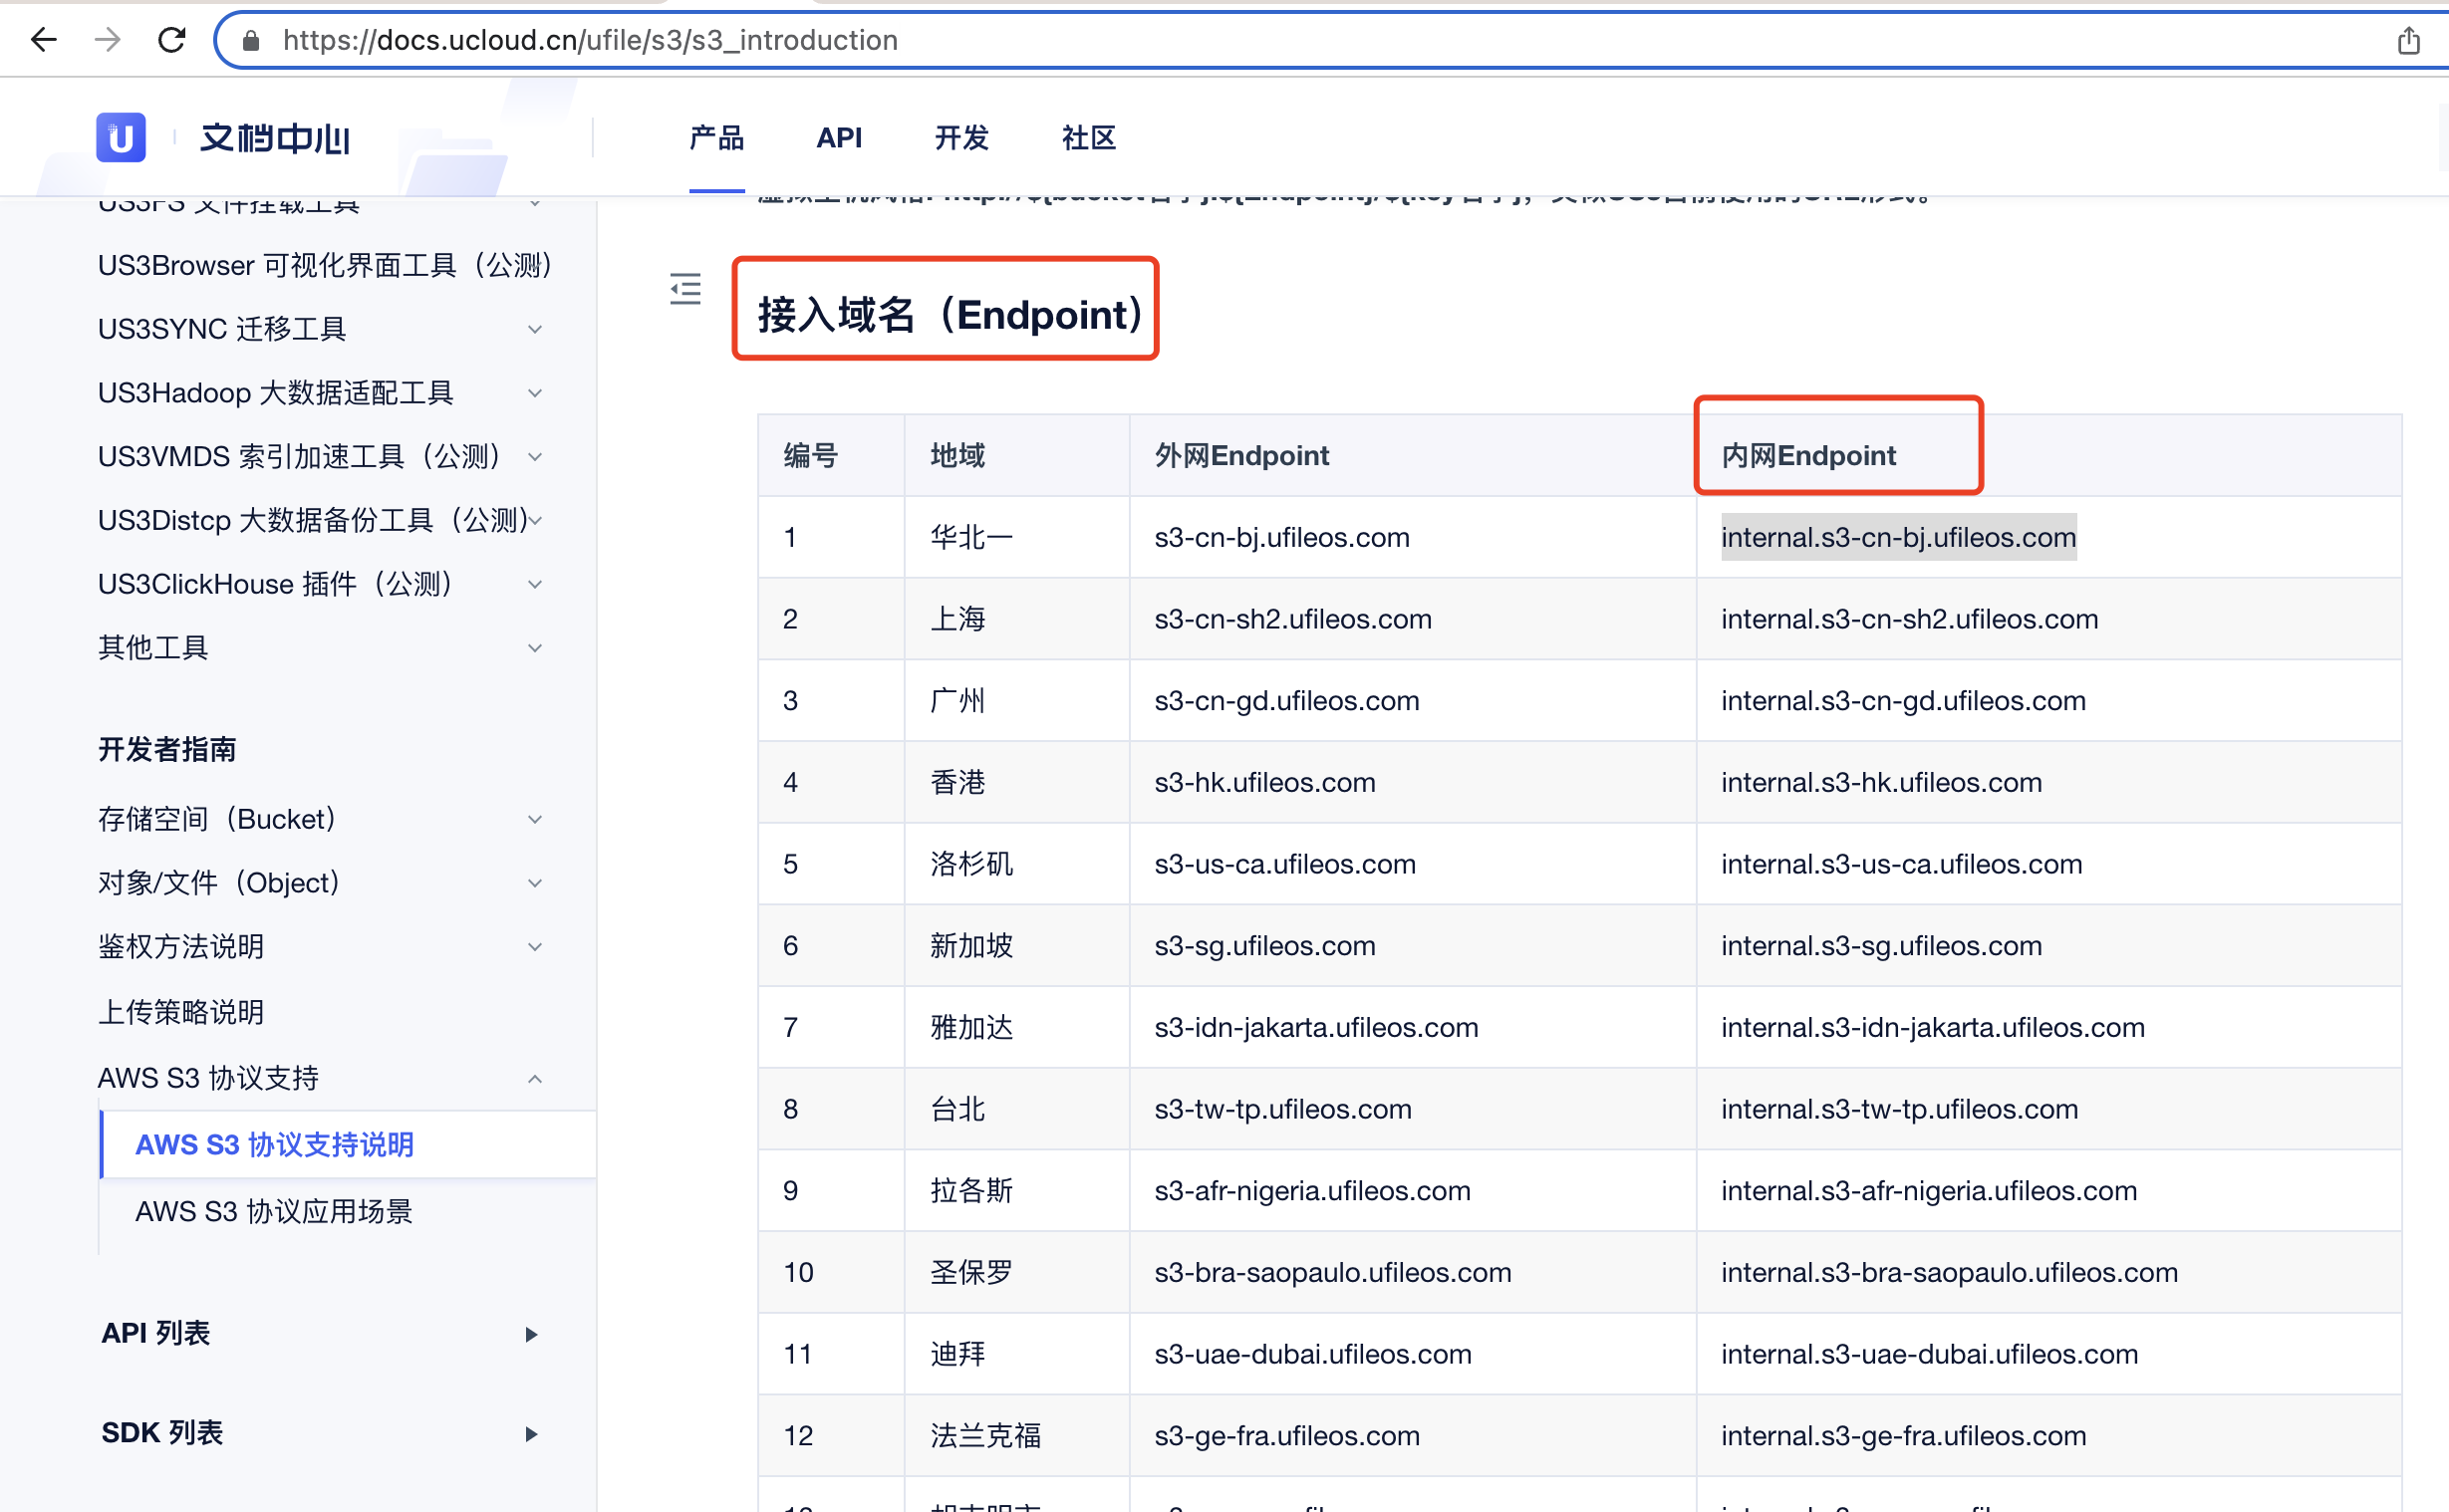 https://docs.ucloud.cn/ufile/s3/s3_introduction
U 文档中心 产品 API 开发 社区
US3FS 文件挂载工具
US3Browser 可视化界面工具（公测）
US3SYNC 迁移工具
US3Hadoop 大数据适配工具
US3VMDS 索引加速工具（公测）
US3Distcp 大数据备份工具（公测）
US3ClickHouse 插件（公测）
其他工具
开发者指南
存储空间（Bucket）
对象/文件（Object）
鉴权方法说明
上传策略说明
AWS S3 协议支持
AWS S3 协议支持说明
AWS S3 协议应用场景
API 列表
SDK 列表
接入域名（Endpoint）
编号 地域 外网Endpoint 内网Endpoint
1 华北一 s3-cn-bj.ufileos.com internal.s3-cn-bj.ufileos.com
2 上海 s3-cn-sh2.ufileos.com internal.s3-cn-sh2.ufileos.com
3 广州 s3-cn-gd.ufileos.com internal.s3-cn-gd.ufileos.com
4 香港 s3-hk.ufileos.com internal.s3-hk.ufileos.com
5 洛杉矶 s3-us-ca.ufileos.com internal.s3-us-ca.ufileos.com
6 新加坡 s3-sg.ufileos.com internal.s3-sg.ufileos.com
7 雅加达 s3-idn-jakarta.ufileos.com internal.s3-idn-jakarta.ufileos.com
8 台北 s3-tw-tp.ufileos.com internal.s3-tw-tp.ufileos.com
9 拉各斯 s3-afr-nigeria.ufileos.com internal.s3-afr-nigeria.ufileos.com
10 圣保罗 s3-bra-saopaulo.ufileos.com internal.s3-bra-saopaulo.ufileos.com
11 迪拜 s3-uae-dubai.ufileos.com internal.s3-uae-dubai.ufileos.com
12 法兰克福 s3-ge-fra.ufileos.com internal.s3-ge-fra.ufileos.com